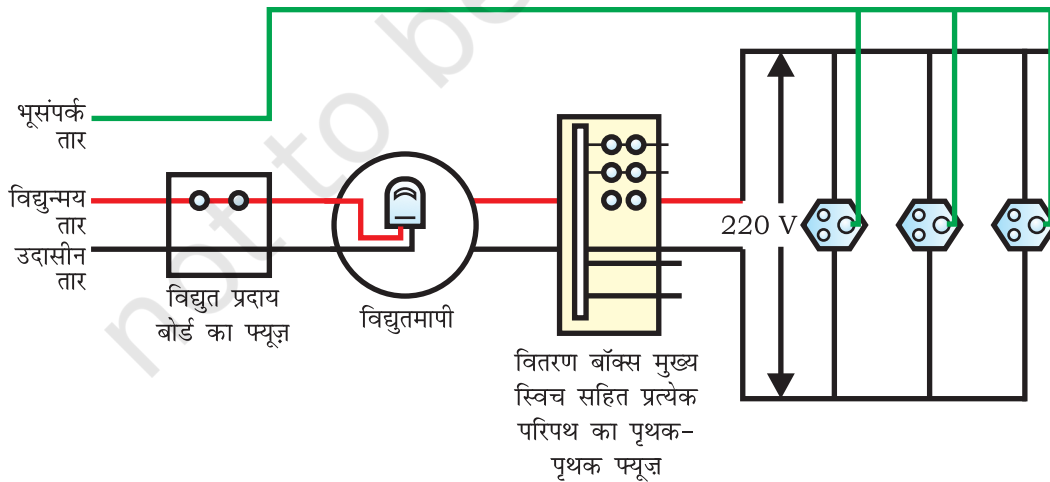 not to be
भूसंपर्क
तार
विद्युन्मय
तार
उदासीन
तार
विद्युत प्रदाय
बोर्ड का फ्यूज़
विद्युतमापी
वितरण बॉक्स मुख्य
स्विच सहित प्रत्येक
परिपथ का पृथक-
पृथक फ्यूज़
220 V